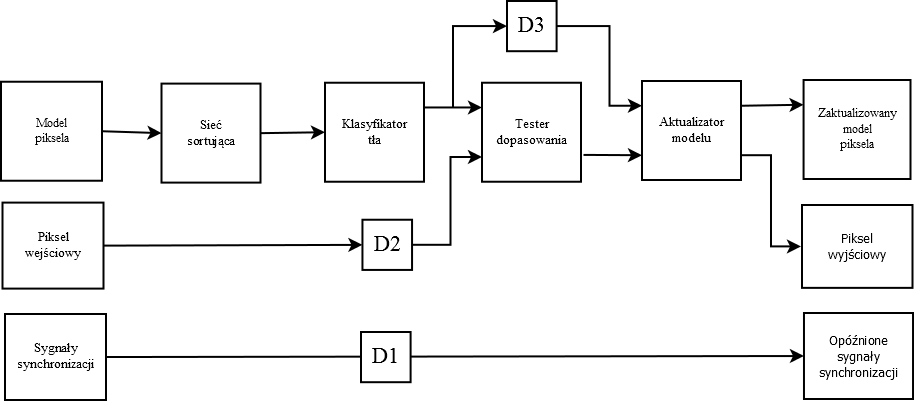 D3
Model
piksela
Sieć
sortująca
Klasyfikator
tła
Tester
dopasowania
Aktualizator
modelu
Zaktualizowany
model
piksela
Piksel
wejściowy
D2
Piksel
wyjściowy
Sygnały
synchronizacji
D1
Opóźnione
sygnały
synchronizacji